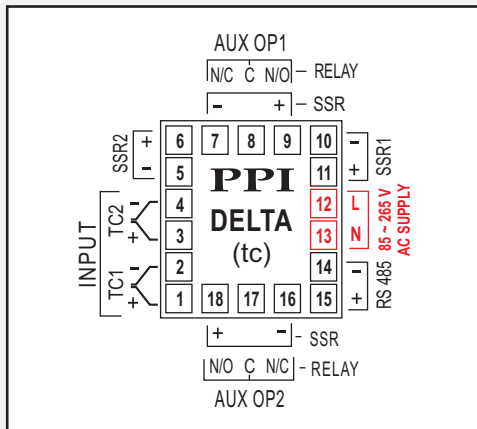 AUX OP1
N/C C N/O – RELAY
– + – SSR
SSR2 + –
6 7 8 9 10
– + SSR1
5 11
PPI
INPUT
TC2 – +
4 12 L
DELTA
3 13 N
85 ~ 265 V
AC SUPPLY
(tc)
TC1 – +
2 14
– + RS 485
1 18 17 16 15
+ – – SSR
N/O C N/C – RELAY
AUX OP2